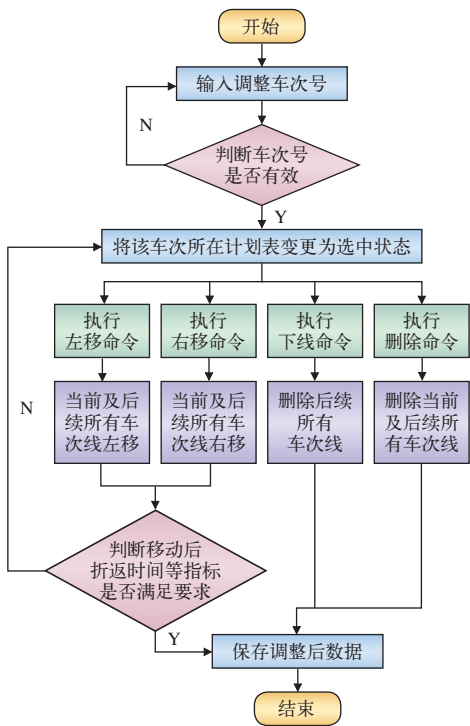 开始
输入调整车次号
N
判断车次号
是否有效
Y
将该车次所在计划表变更为选中状态
执行
左移命令
执行
右移命令
执行
下线命令
执行
删除命令
N
当前及后
续所有车
次线左移
当前及后
续所有车
次线右移
删除后续
所有
车次线
删除当前
及后续所
有车次线
判断移动后
折返时间等指标
是否满足要求
Y
保存调整后数据
结束